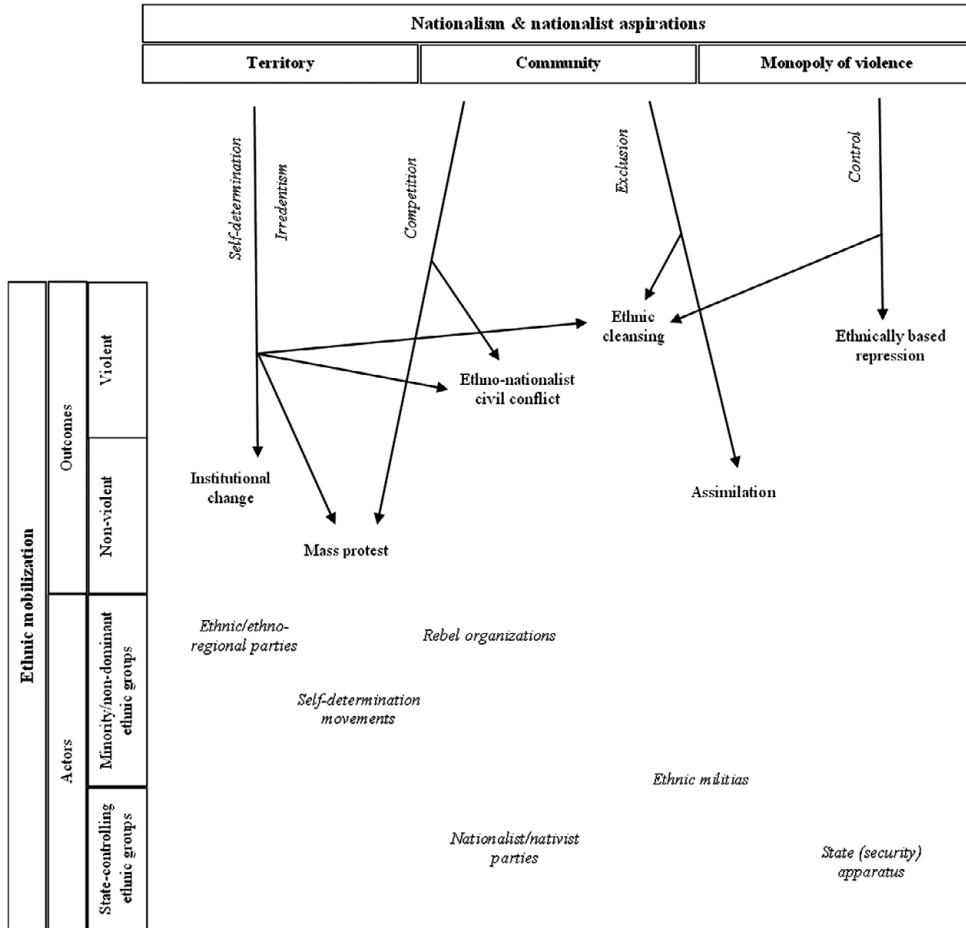 Nationalism & nationalist aspirations
Territory
Community
Monopoly of violence
Self-determination
Irredentism
Competition
Exclusion
Control
Ethnic mobilization
Outcomes
Violent
Non-violent
Ethnic
cleansing
Ethnically based
repression
Ethno-nationalist
civil conflict
Institutional
change
Assimilation
Mass protest
Actors
Minority/non-dominant
ethnic groups
State-controlling
ethnic groups
Ethnic/ethno-
regional parties
Rebel organizations
Self-determination
movements
Ethnic militias
Nationalist/nativist
parties
State (security)
apparatus